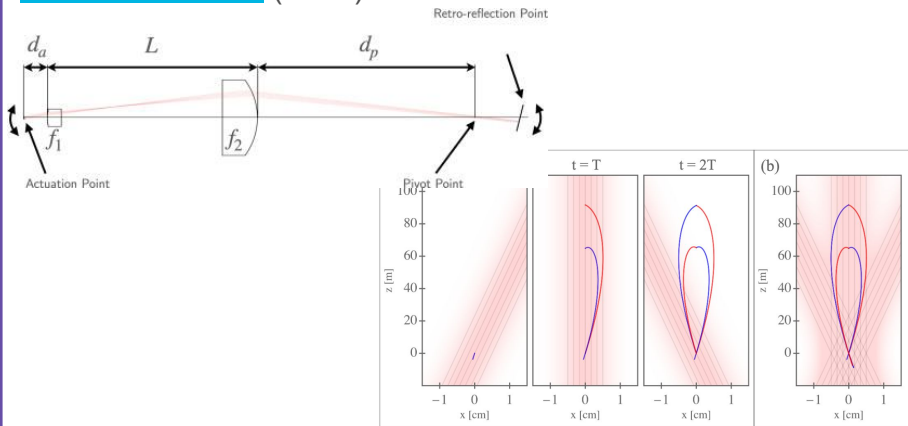 Retro-reflection Point
d_a L d_p
f_1 f_2
Actuation Point Pivot Point
t = T t = 2T (b)
100 100
80 80
60 60
40 40
20 20
0 0
z [m] z [m]
−1 0 1 −1 0 1 −1 0 1 −1 0 1
x [cm] x [cm] x [cm] x [cm]